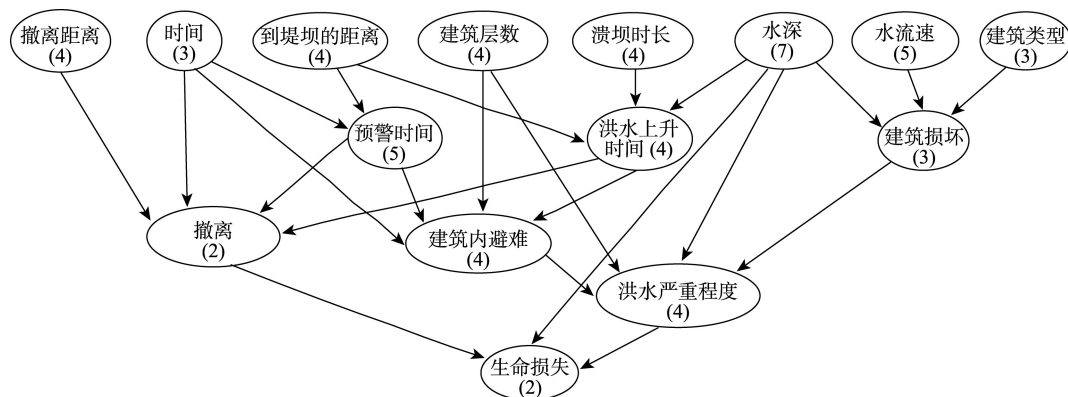 撤离距离
(4)
时间
(3)
到堤坝的距离
(4)
建筑层数
(4)
溃坝时长
(4)
水深
(7)
水流速
(5)
建筑类型
(3)
预警时间
(5)
洪水上升
时间 (4)
建筑损坏
(3)
撤离
(2)
建筑内避难
(4)
洪水严重程度
(4)
生命损失
(2)